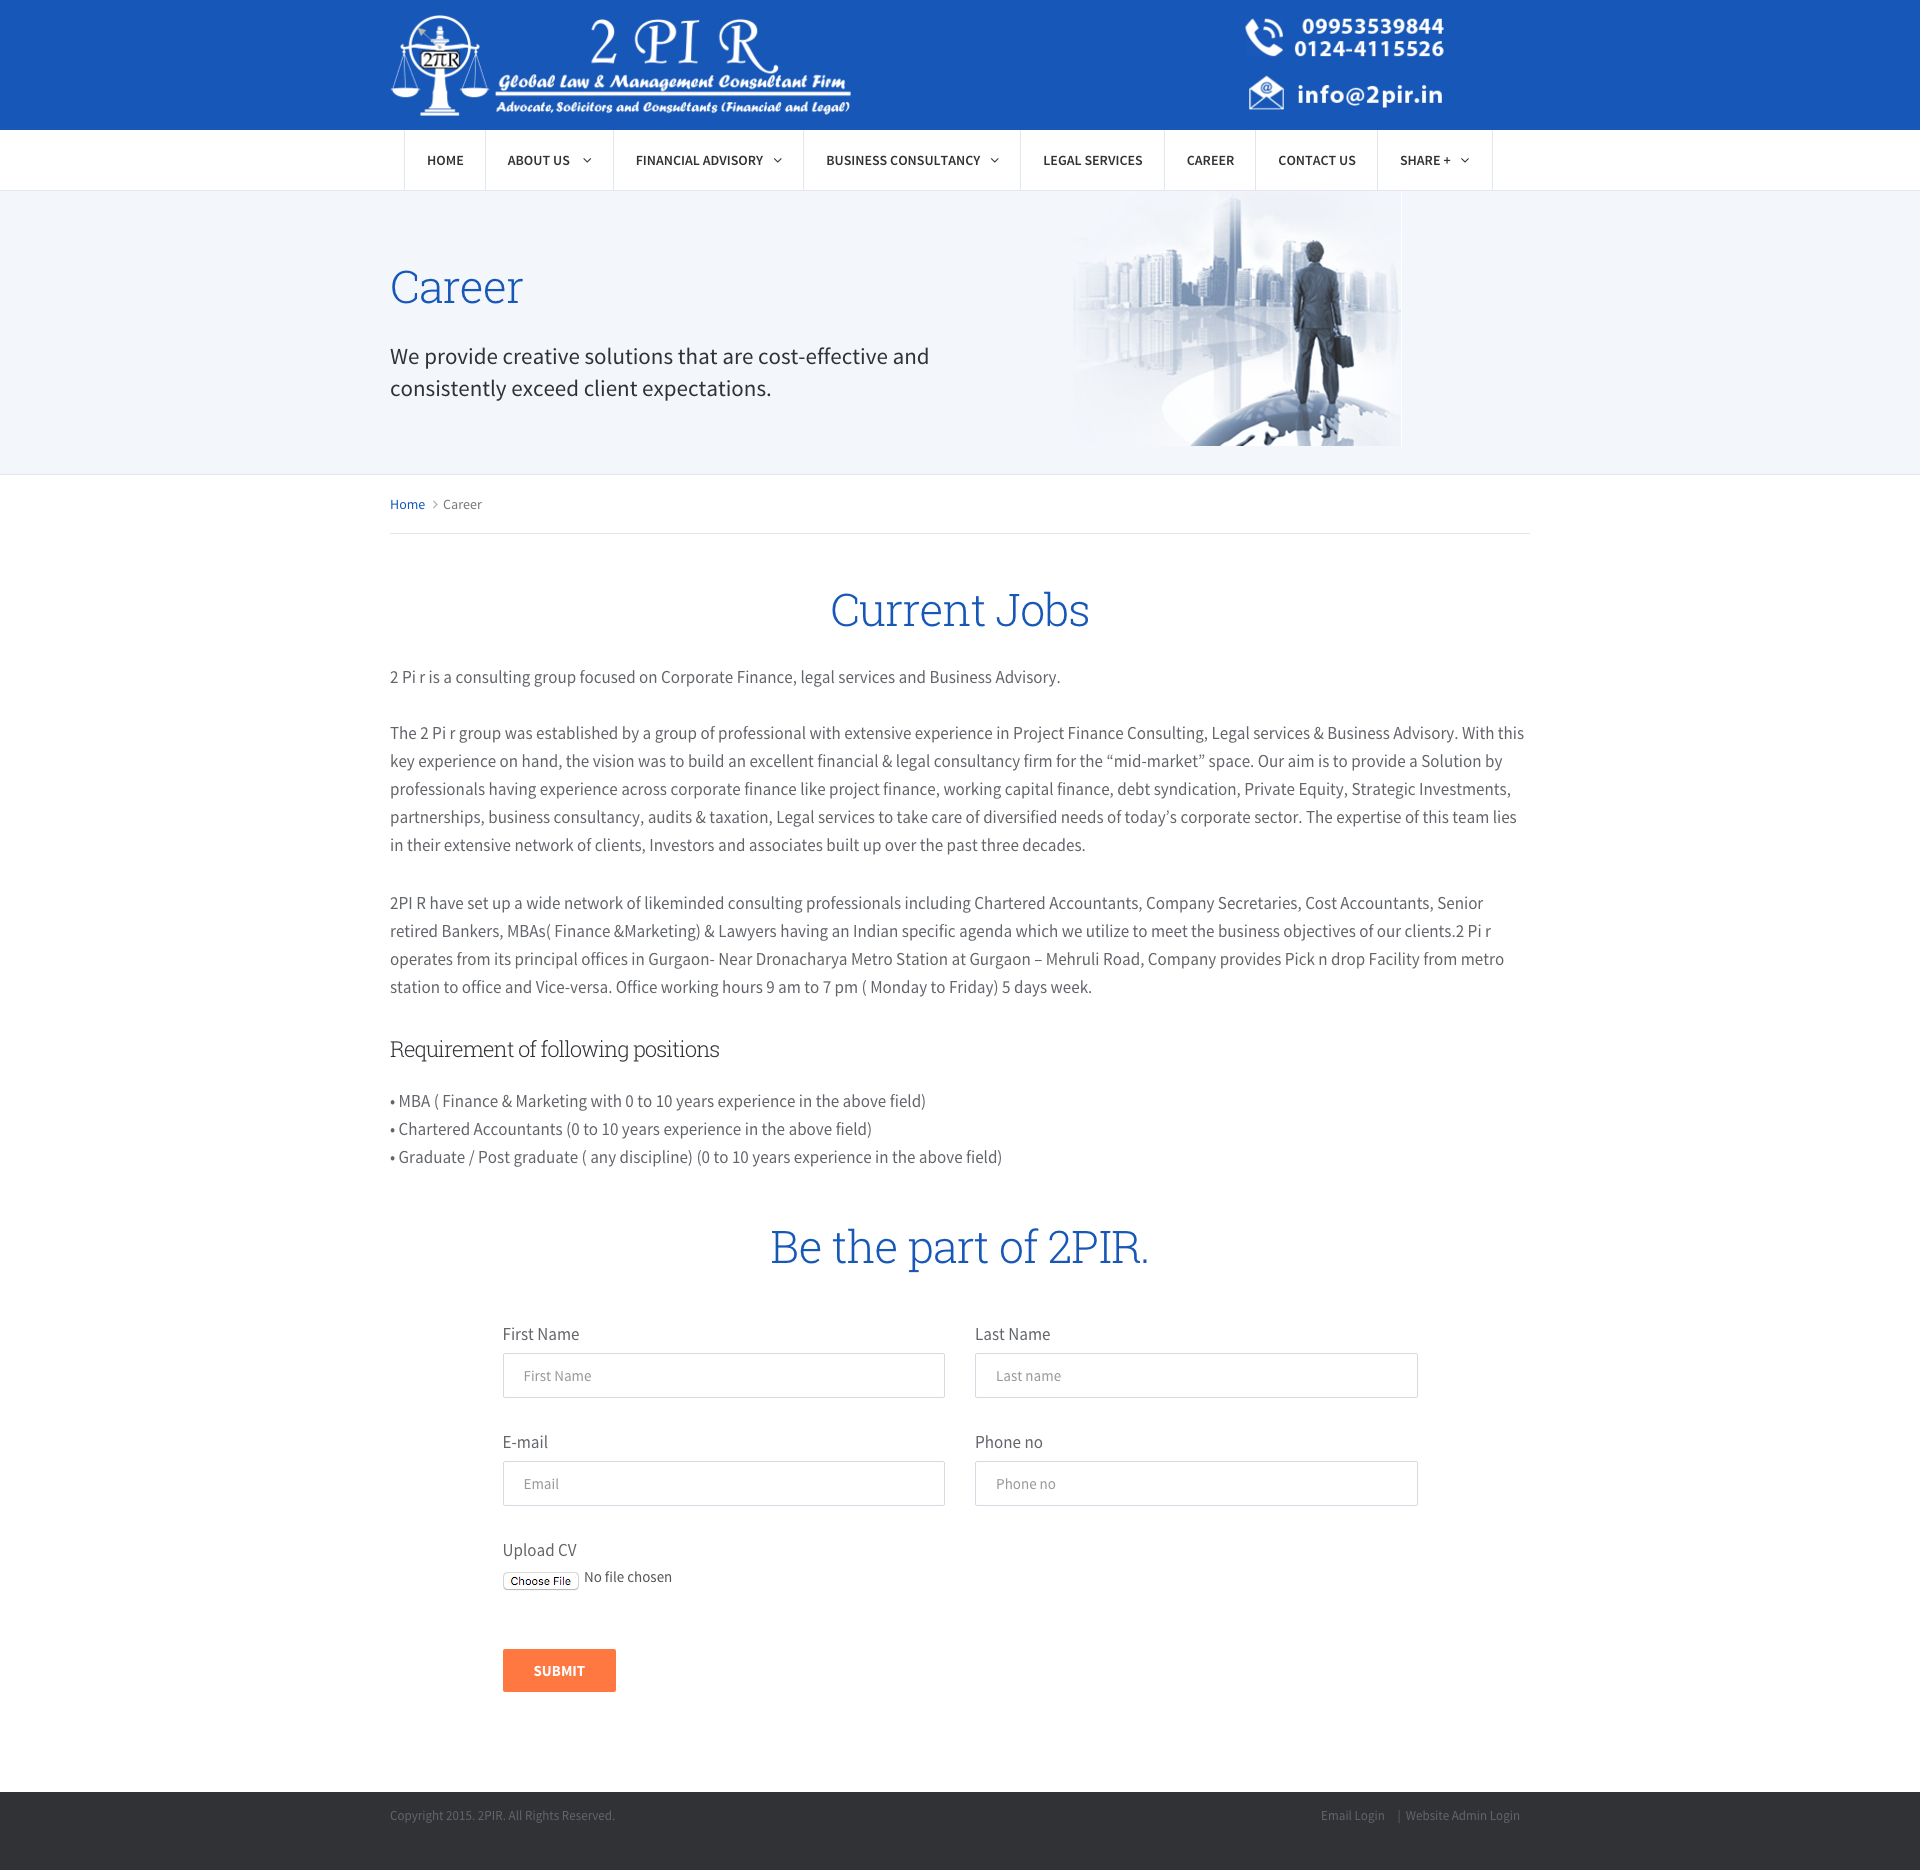 2πR
2 PI R
Global Law & Management Consultant Firm
Advocate, Solicitors and Consultants (Financial and Legal)
09953539844
0124-4115526
info@2pir.in
HOME
ABOUT US
FINANCIAL ADVISORY
BUSINESS CONSULTANCY
LEGAL SERVICES
CAREER
CONTACT US
SHARE +
Career
We provide creative solutions that are cost-effective and
consistently exceed client expectations.
Home > Career
Current Jobs
2 Pi r is a consulting group focused on Corporate Finance, legal services and Business Advisory.
The 2 Pi r group was established by a group of professional with extensive experience in Project Finance Consulting, Legal services & Business Advisory. With this
key experience on hand, the vision was to build an excellent financial & legal consultancy firm for the “mid-market” space. Our aim is to provide a Solution by
professionals having experience across corporate finance like project finance, working capital finance, debt syndication, Private Equity, Strategic Investments,
partnerships, business consultancy, audits & taxation, Legal services to take care of diversified needs of today’s corporate sector. The expertise of this team lies
in their extensive network of clients, Investors and associates built up over the past three decades.
2PI R have set up a wide network of likeminded consulting professionals including Chartered Accountants, Company Secretaries, Cost Accountants, Senior
retired Bankers, MBAs( Finance &Marketing) & Lawyers having an Indian specific agenda which we utilize to meet the business objectives of our clients.2 Pi r
operates from its principal offices in Gurgaon- Near Dronacharya Metro Station at Gurgaon – Mehruli Road, Company provides Pick n drop Facility from metro
station to office and Vice-versa. Office working hours 9 am to 7 pm ( Monday to Friday) 5 days week.
Requirement of following positions
• MBA ( Finance & Marketing with 0 to 10 years experience in the above field)
• Chartered Accountants (0 to 10 years experience in the above field)
• Graduate / Post graduate ( any discipline) (0 to 10 years experience in the above field)
Be the part of 2PIR.
First Name
Last Name
First Name
Last name
E-mail
Phone no
Email
Phone no
Upload CV
Choose File No file chosen
SUBMIT
Copyright 2015. 2PIR. All Rights Reserved.
Email Login | Website Admin Login